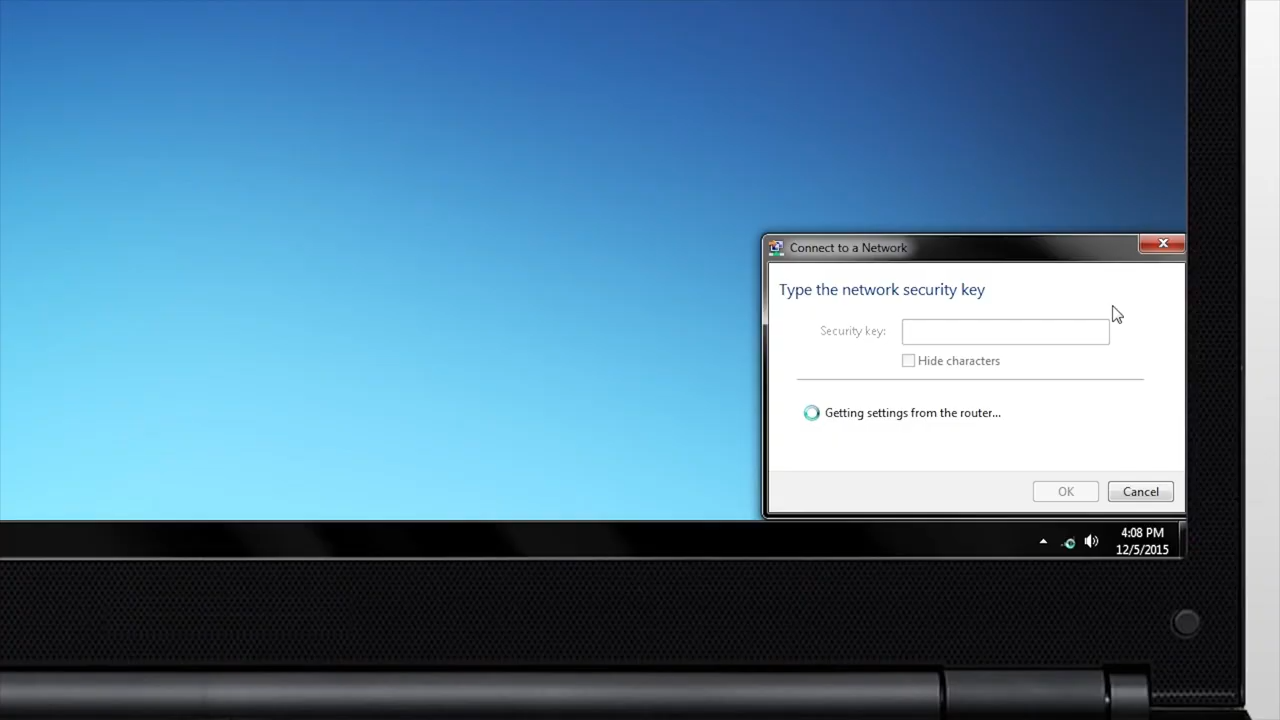 Connect to a Network
Type the network security key
Security key:
Hide characters
Getting settings from the router...
OK
Cancel
4:08 PM
12/5/2015